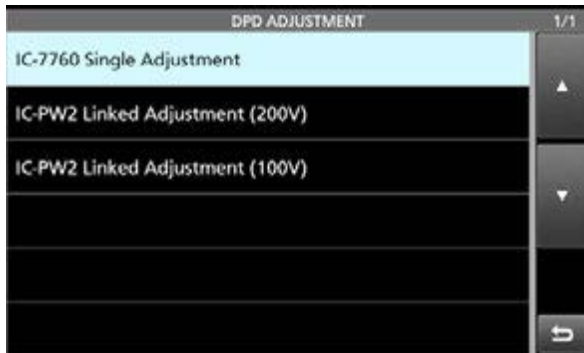 DPD ADJUSTMENT 1/1
IC-7760 Single Adjustment
IC-PW2 Linked Adjustment (200V)
IC-PW2 Linked Adjustment (100V)